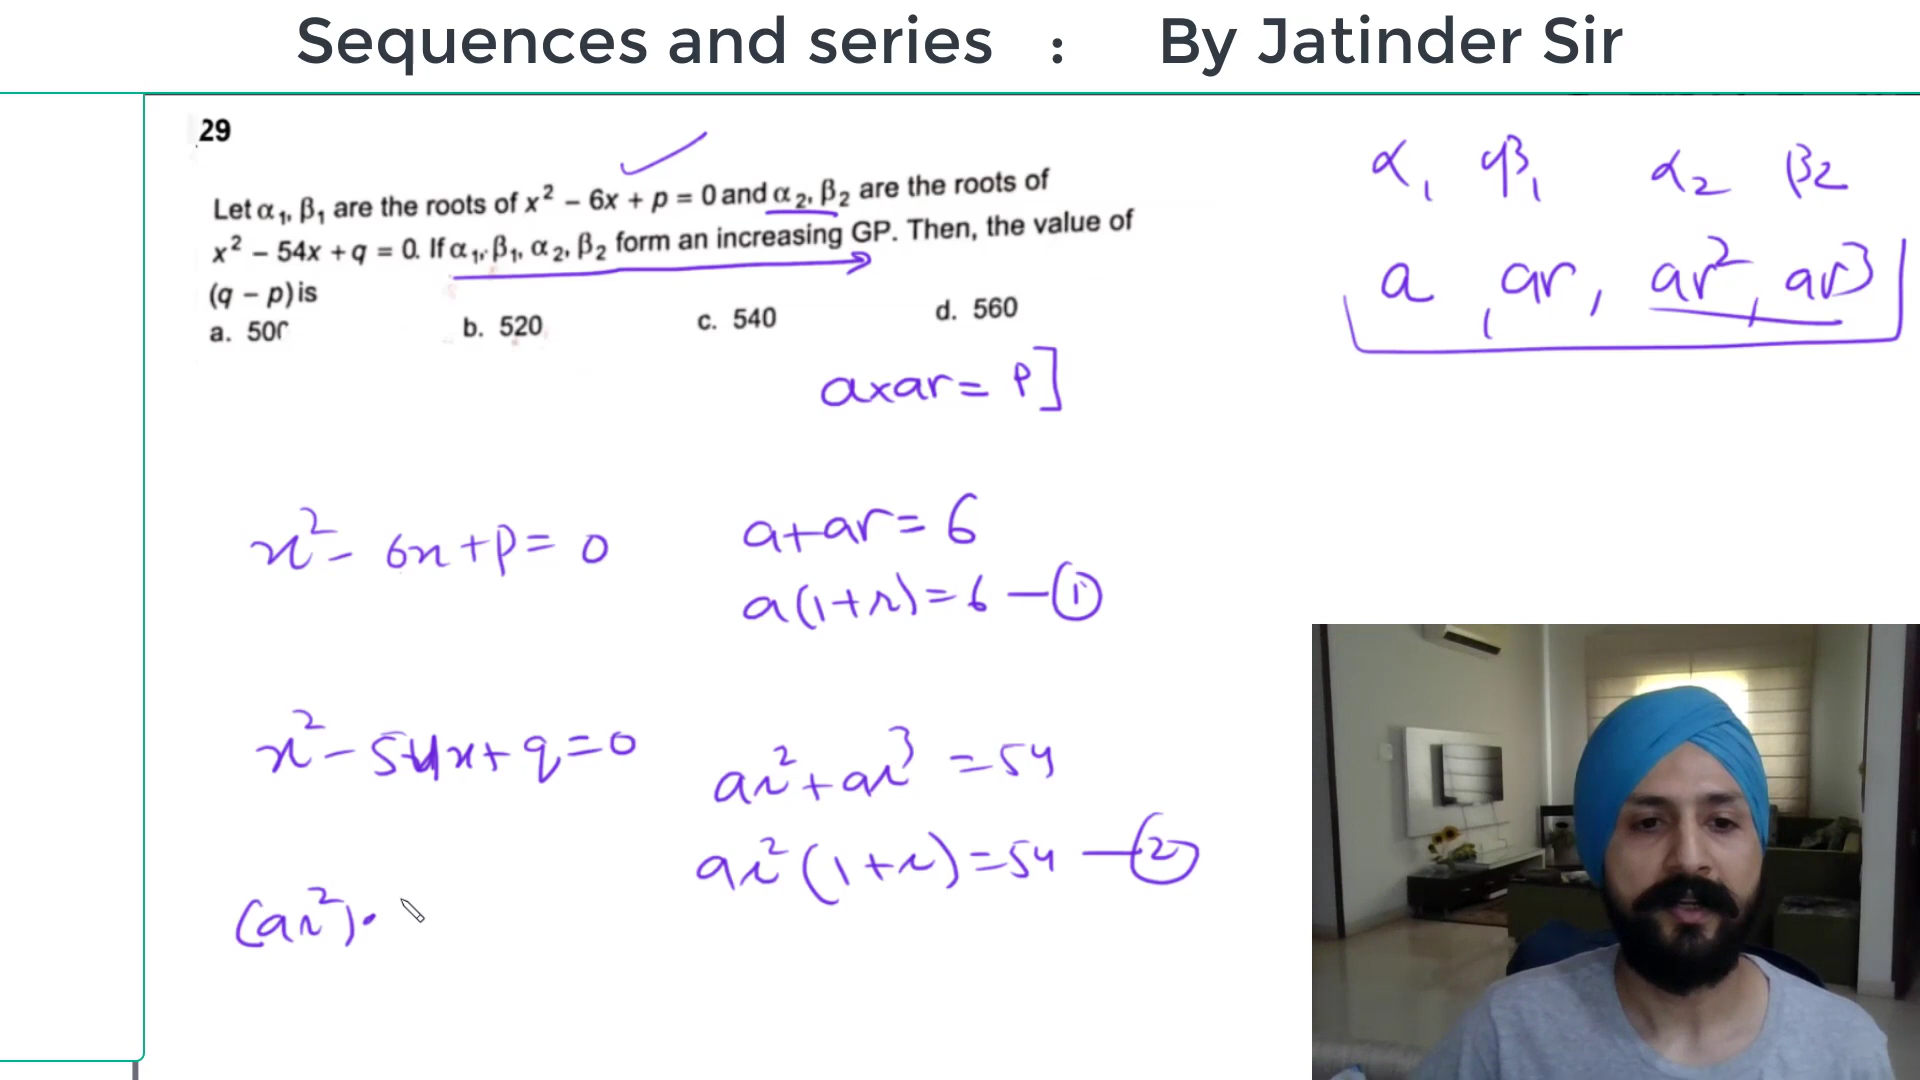 Sequences and series : By Jatinder Sir
29
Let α₁, β₁ are the roots of x² – 6x + p = 0 and α₂, β₂ are the roots of
x² – 54x + q = 0. If α₁, β₁, α₂, β₂ form an increasing GP. Then, the value of
(q – p) is
a. 500 b. 520 c. 540 d. 560
α₁ β₁ α₂ β₂
a, ar, ar², ar³
a×ar = P]
x² – 6x + p = 0
a+ar = 6
a(1+r) = 6 — ①
x² – 54x + q = 0
ar² + ar³ = 54
ar²(1+r) = 54 — ②
(ar²)·